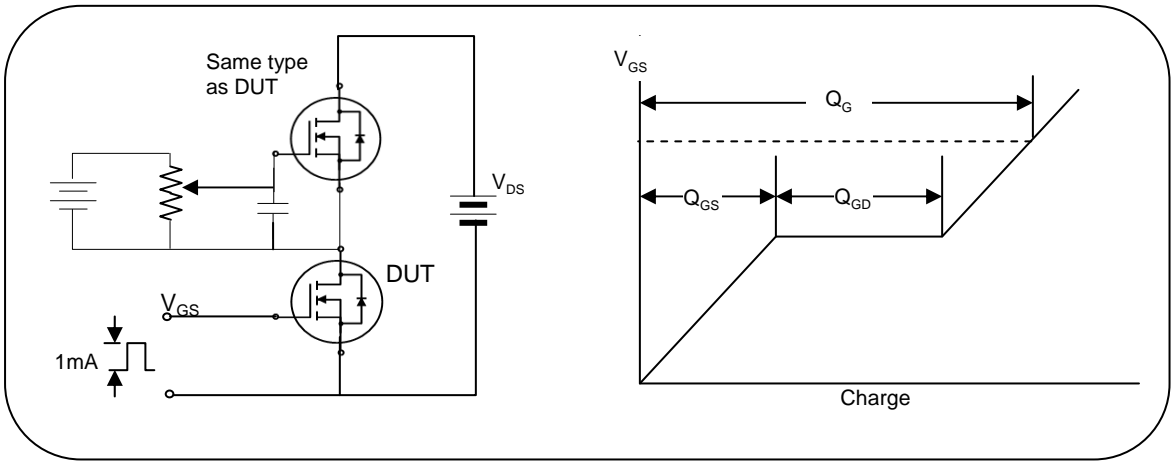 Same type
as DUT
V_DS
DUT
V_GS
1mA
V_GS
Q_G
Q_GS
Q_GD
Charge